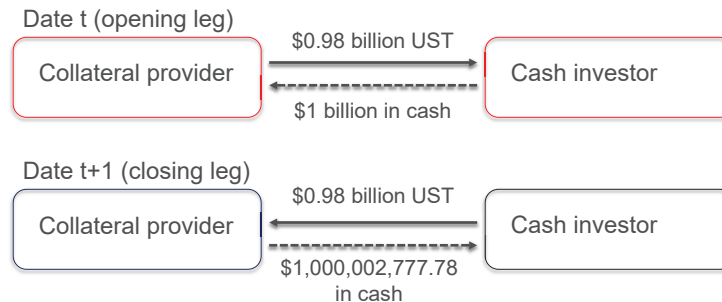 Date t (opening leg)
$0.98 billion UST
Collateral provider
Cash investor
$1 billion in cash
Date t+1 (closing leg)
$0.98 billion UST
Collateral provider
Cash investor
$1,000,002,777.78
in cash